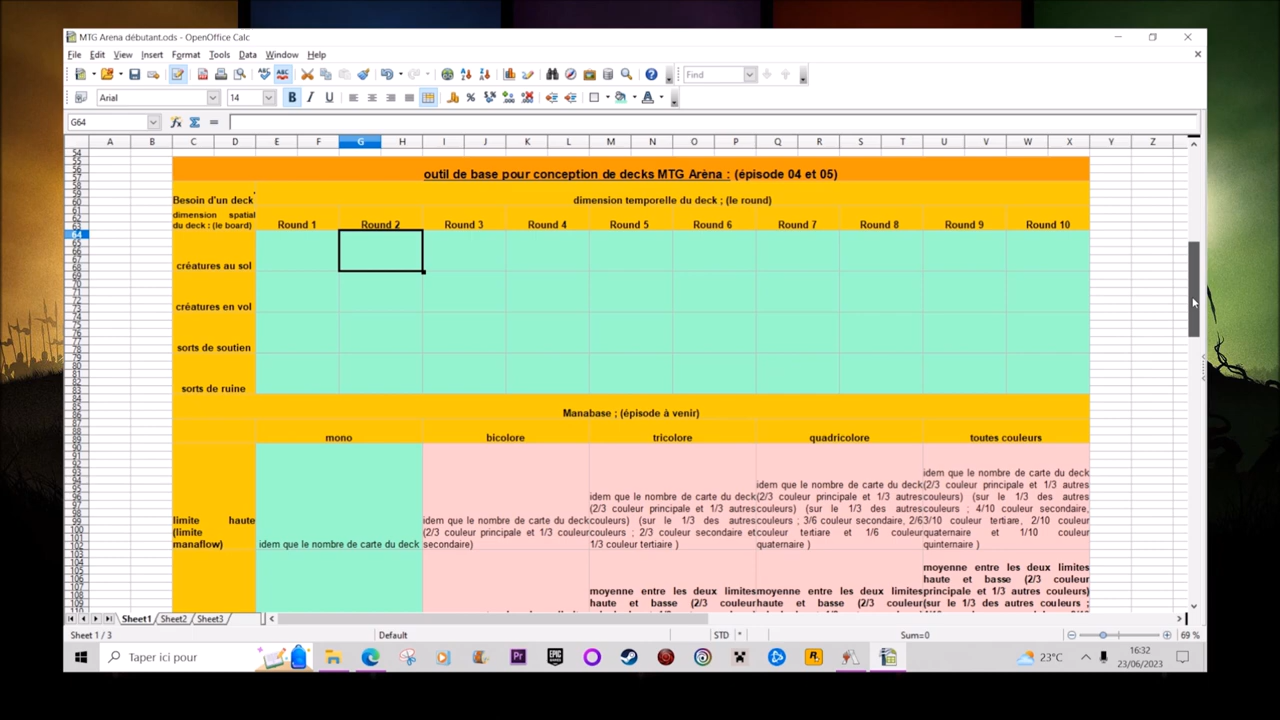 MTG Arena débutant.ods - OpenOffice Calc
File Edit View Insert Format Tools Data Window Help
Find
Arial 14 B I U A
G64 fx Σ =
A B C D E F G H I J K L M N O P Q R S T U V W X Y Z
outil de base pour conception de decks MTG Arèna : (épisode 04 et 05)
Besoin d'un deck
dimension temporelle du deck ; (le round)
dimension spatial
du deck : (le board)
Round 1 Round 2 Round 3 Round 4 Round 5 Round 6 Round 7 Round 8 Round 9 Round 10
créatures au sol
créatures en vol
sorts de soutien
sorts de ruine
Manabase ; (épisode à venir)
mono bicolore tricolore quadricolore toutes couleurs
limite haute
(limite
manaflow)
idem que le nombre de carte du deck
idem que le nombre de carte du deck
(2/3 couleur principale et 1/3 couleur
secondaire)
idem que le nombre de carte du deck
(2/3 couleur principale et 1/3 autres
couleurs) (sur le 1/3 des autres
couleurs ; 2/3 couleur secondaire et
1/3 couleur tertiaire )
idem que le nombre de carte du deck
(2/3 couleur principale et 1/3 autres
couleurs) (sur le 1/3 des autres
couleurs ; 3/6 couleur secondaire, 2/6
couleur tertiaire et 1/6 couleur
quaternaire )
idem que le nombre de carte du deck
(2/3 couleur principale et 1/3 autres
couleurs) (sur le 1/3 des autres
couleurs ; 4/10 couleur secondaire,
3/10 couleur tertiaire, 2/10 couleur
quaternaire et 1/10 couleur
quinternaire )
moyenne entre les deux limites
haute et basse (2/3 couleur
moyenne entre les deux limites
haute et basse (2/3 couleur
moyenne entre les deux limites
haute et basse (2/3 couleur
principale et 1/3 autres couleurs)
(sur le 1/3 des autres couleurs ;
Sheet1 Sheet2 Sheet3
Sheet 1 / 3 Default STD * Sum=0 69 %
Taper ici pour
23°C
16:32
23/06/2023